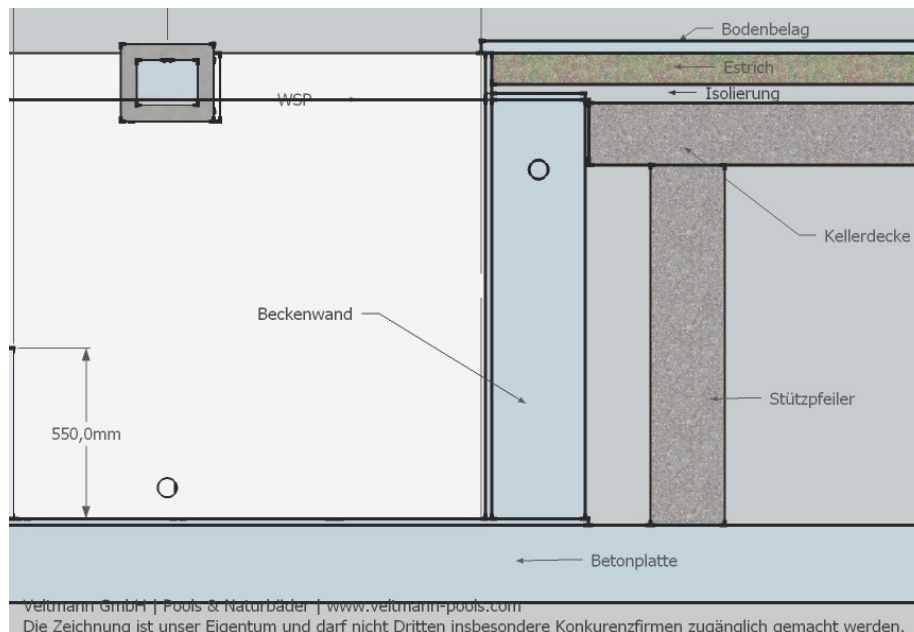 Bodenbelag
Estrich
Isolierung
WSP
Kellerdecke
Beckenwand
Stützpfeiler
550,0mm
Betonplatte
Veltmann GmbH | Pools & Naturbäder | www.veltmann-pools.com
Die Zeichnung ist unser Eigentum und darf nicht Dritten insbesondere Konkurenzfirmen zugänglich gemacht werden.